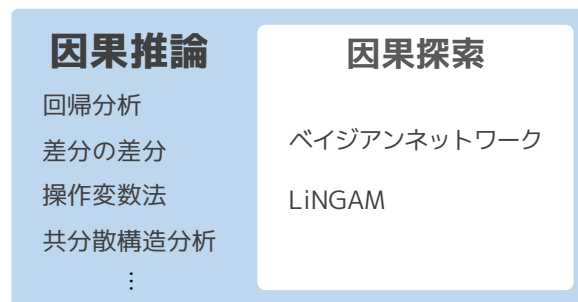 因果推論
回帰分析
差分の差分
操作変数法
共分散構造分析
⋮
因果探索
ベイジアンネットワーク
LiNGAM